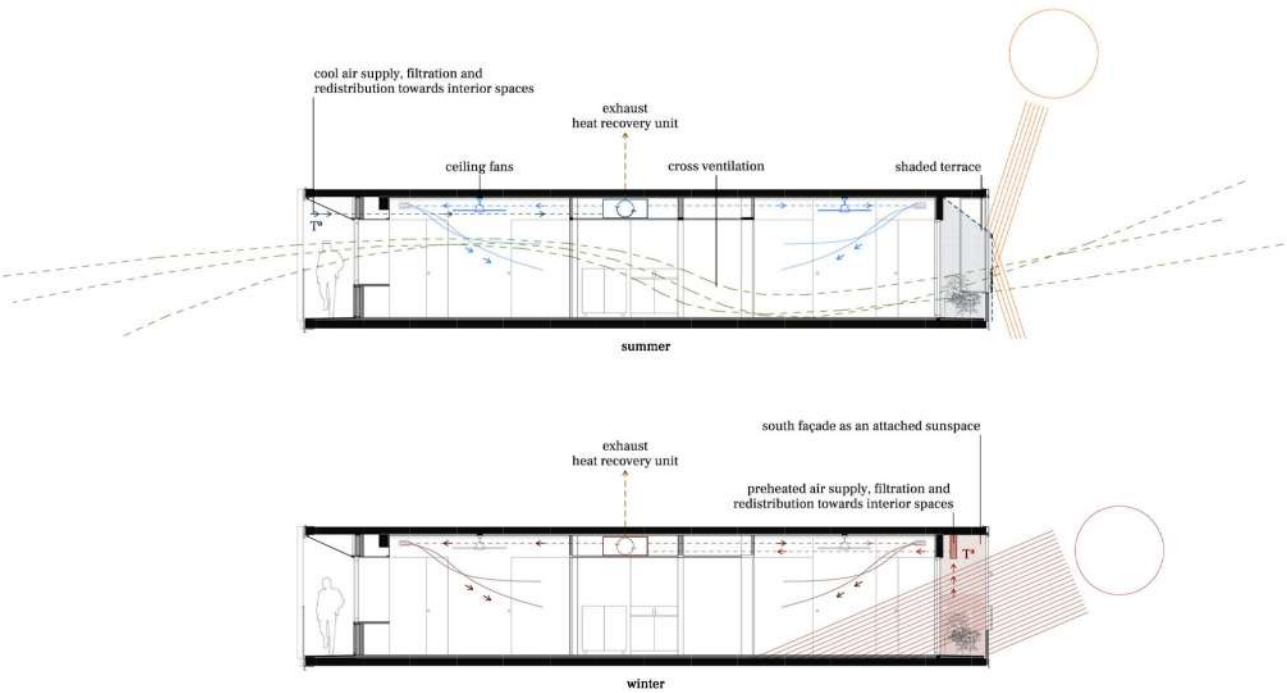 cool air supply, filtration and
redistribution towards interior spaces
exhaust
heat recovery unit
ceiling fans
cross ventilation
shaded terrace
Tª
summer
south façade as an attached sunspace
exhaust
heat recovery unit
preheated air supply, filtration and
redistribution towards interior spaces
Tª
winter